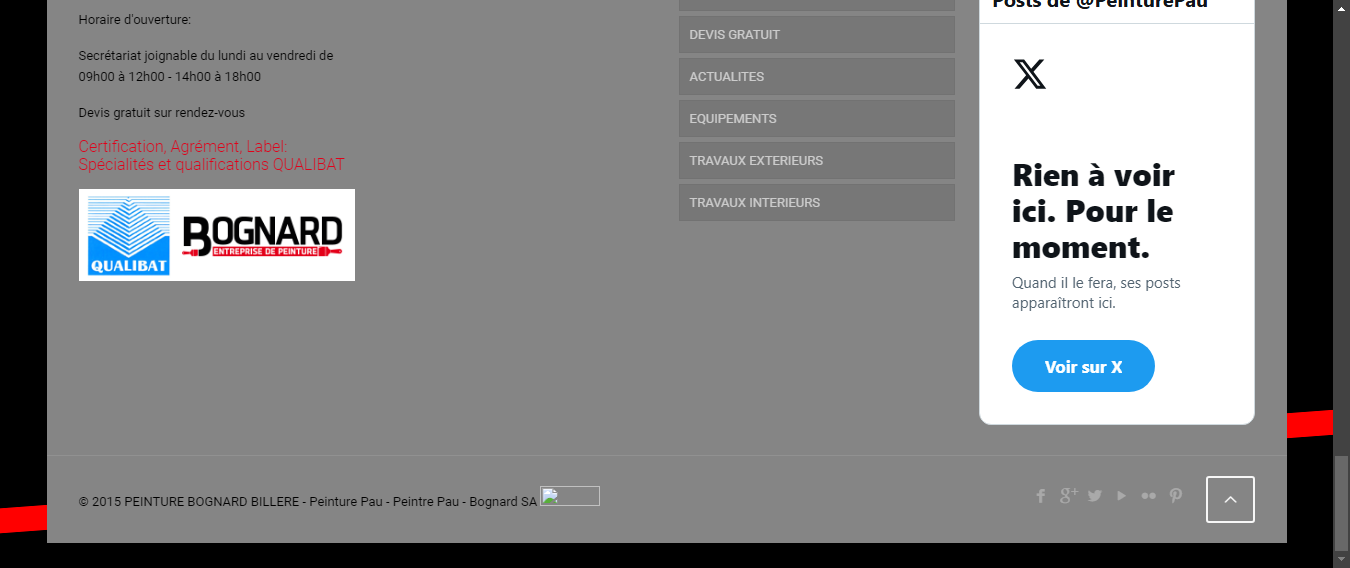 Horaire d'ouverture:
Secrétariat joignable du lundi au vendredi de
09h00 à 12h00 - 14h00 à 18h00
Devis gratuit sur rendez-vous
Certification, Agrément, Label:
Spécialités et qualifications QUALIBAT
QUALIBAT
BOGNARD
ENTREPRISE DE PEINTURE
DEVIS GRATUIT
ACTUALITES
EQUIPEMENTS
TRAVAUX EXTERIEURS
TRAVAUX INTERIEURS
Posts de @PeinturePau
Rien à voir
ici. Pour le
moment.
Quand il le fera, ses posts
apparaîtront ici.
Voir sur X
© 2015 PEINTURE BOGNARD BILLERE - Peinture Pau - Peintre Pau - Bognard SA